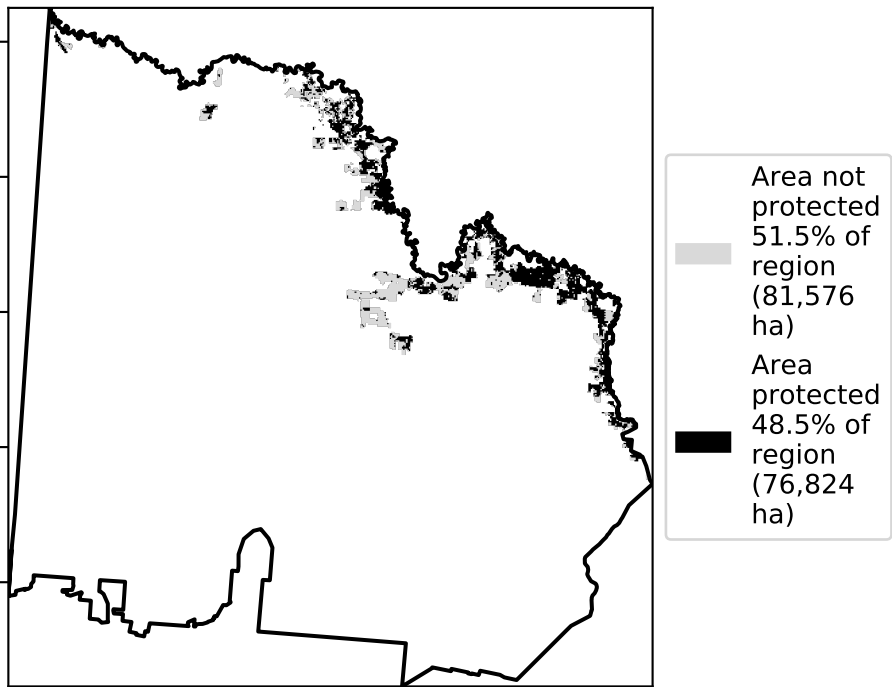 Area not
protected
51.5% of
region
(81,576
ha)
Area
protected
48.5% of
region
(76,824
ha)